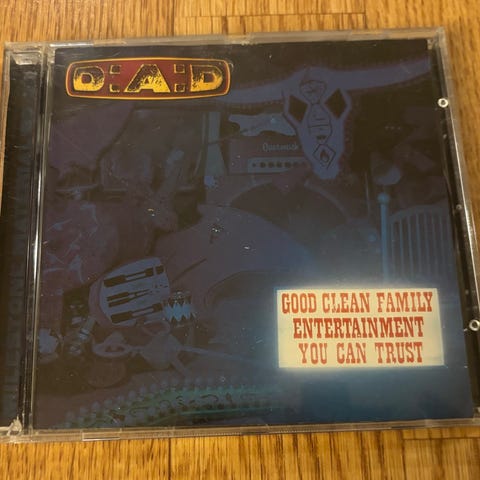 D:A:D
GOOD CLEAN FAMILY
ENTERTAINMENT
YOU CAN TRUST